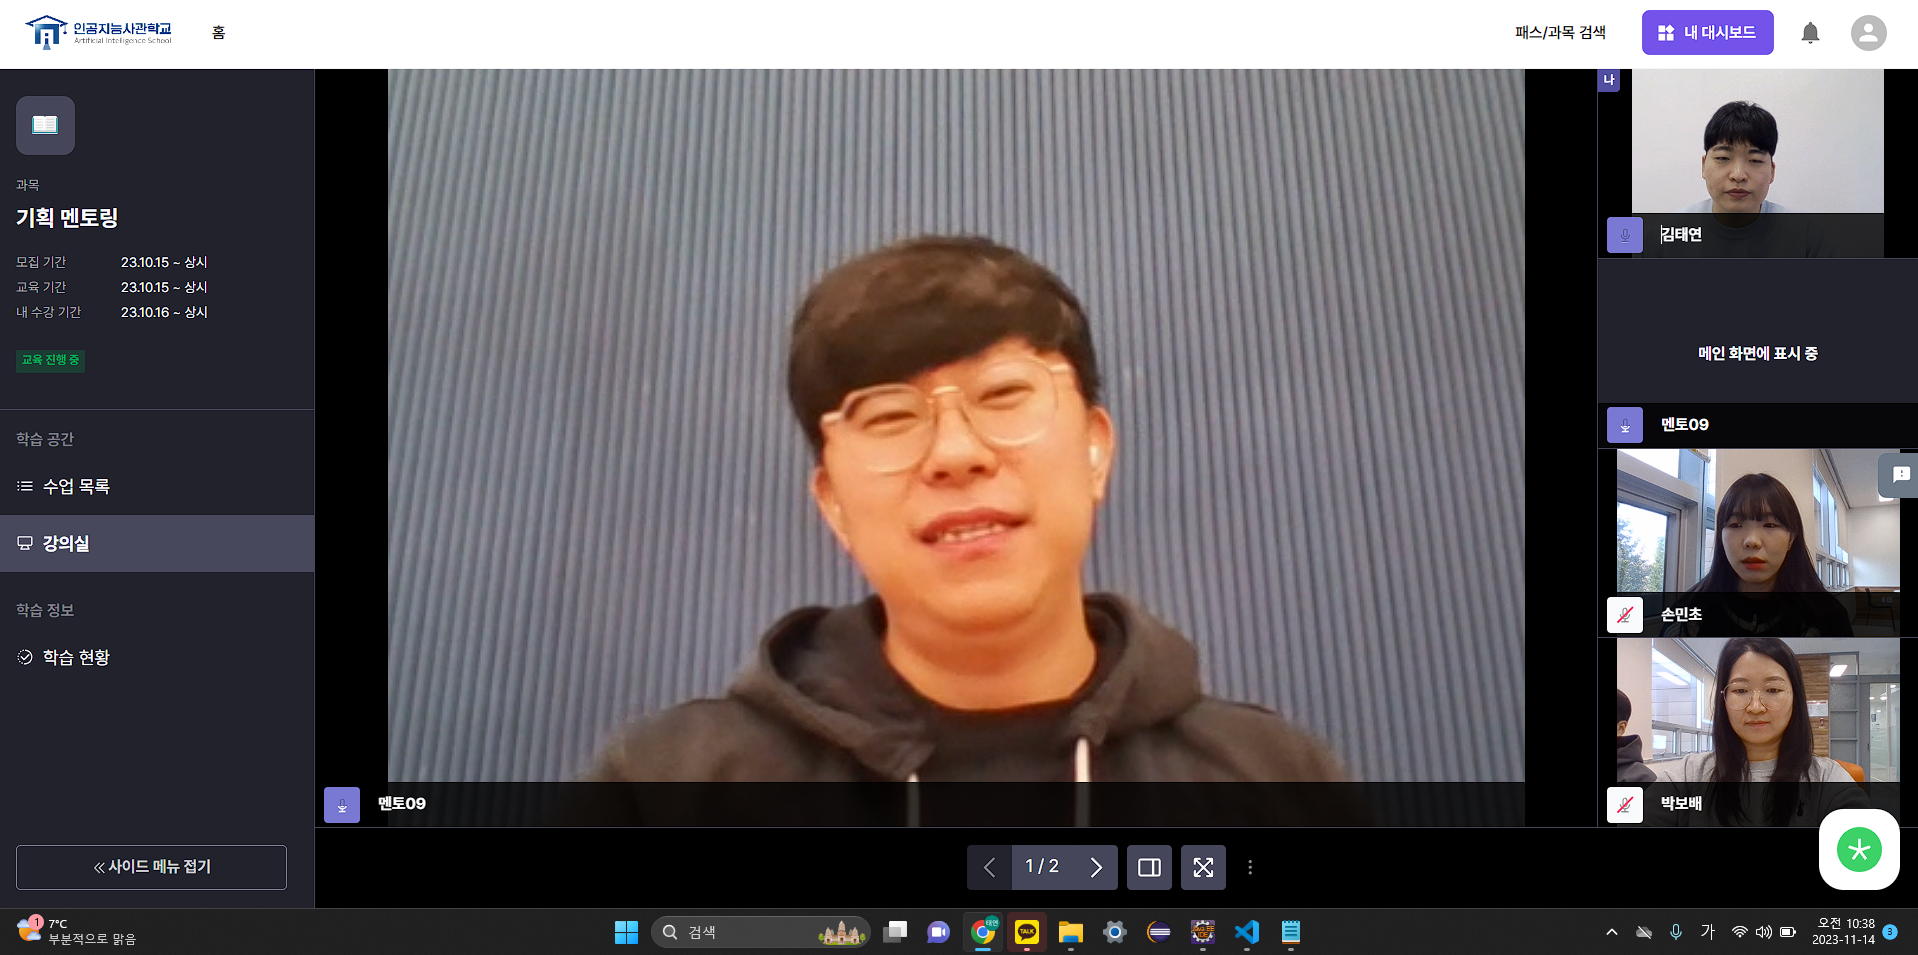 인공지능사관학교
Artificial Intelligence School
홈
패스/과목 검색
내 대시보드
과목
기획 멘토링
모집 기간 23.10.15 ~ 상시
교육 기간 23.10.15 ~ 상시
내 수강 기간 23.10.16 ~ 상시
교육 진행 중
학습 공간
수업 목록
강의실
학습 정보
학습 현황
사이드 메뉴 접기
멘토09
1 / 2
나
김태연
메인 화면에 표시 중
멘토09
손민초
박보배
1
7°C
부분적으로 맑음
검색
태연
TALK
가
오전 10:38
2023-11-14
3